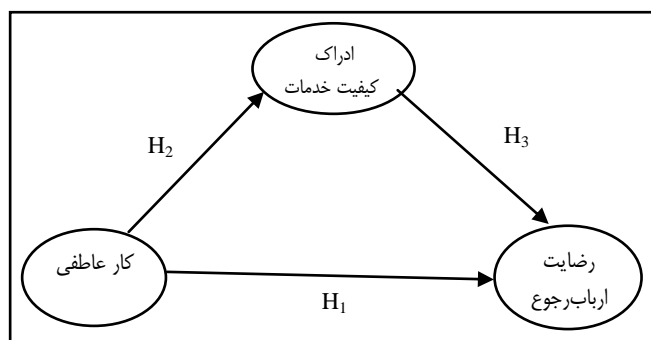 ادراک
کیفیت خدمات
H₂
H₃
کار عاطفی
رضایت
ارباب‌رجوع
H₁